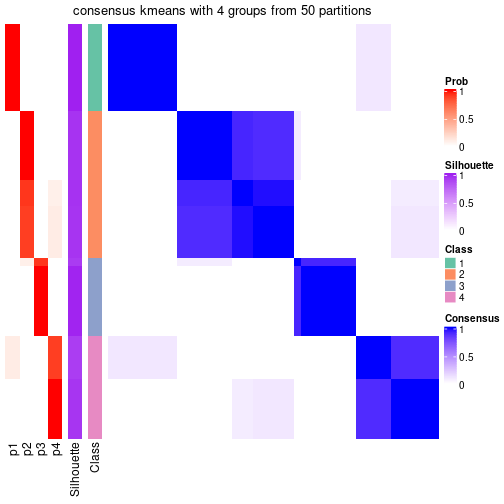 consensus kmeans with 4 groups from 50 partitions
Prob
1
0.5
0
Silhouette
1
0.5
0
Class
1
2
3
4
Consensus
1
0.5
0
p1
p2
p3
p4
Silhouette
Class